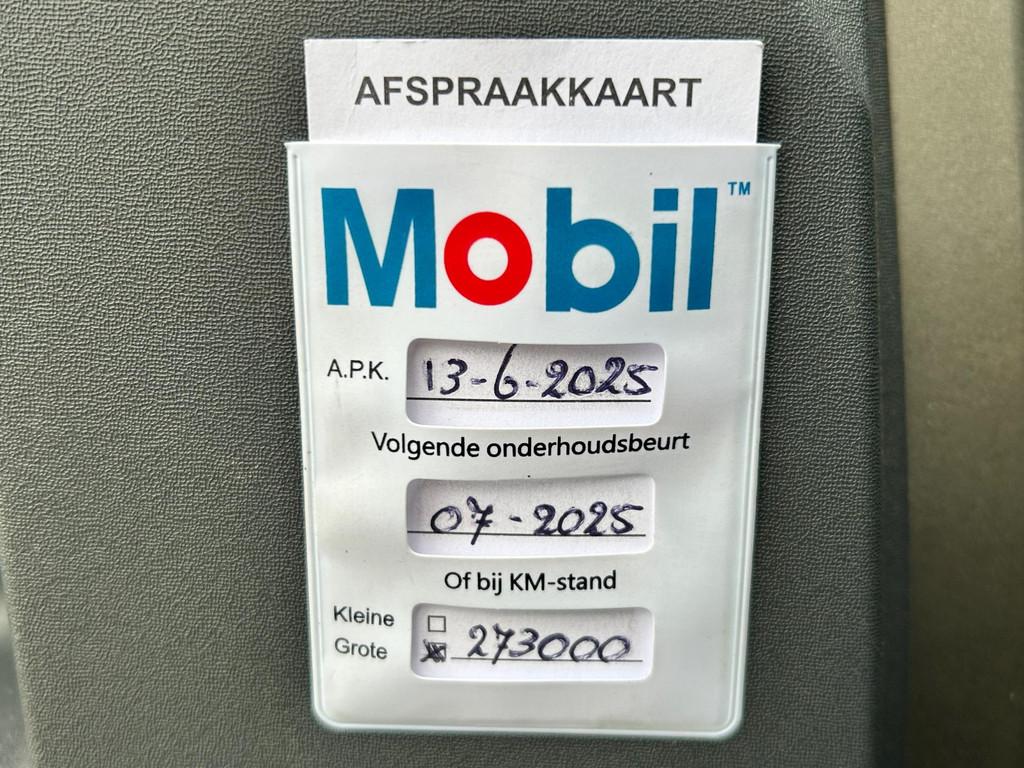 AFSPRAAKKAART
Mobil™
A.P.K. 13-6-2025
Volgende onderhoudsbeurt
07-2025
Of bij KM-stand
Kleine ☐
Grote ☒ 273000